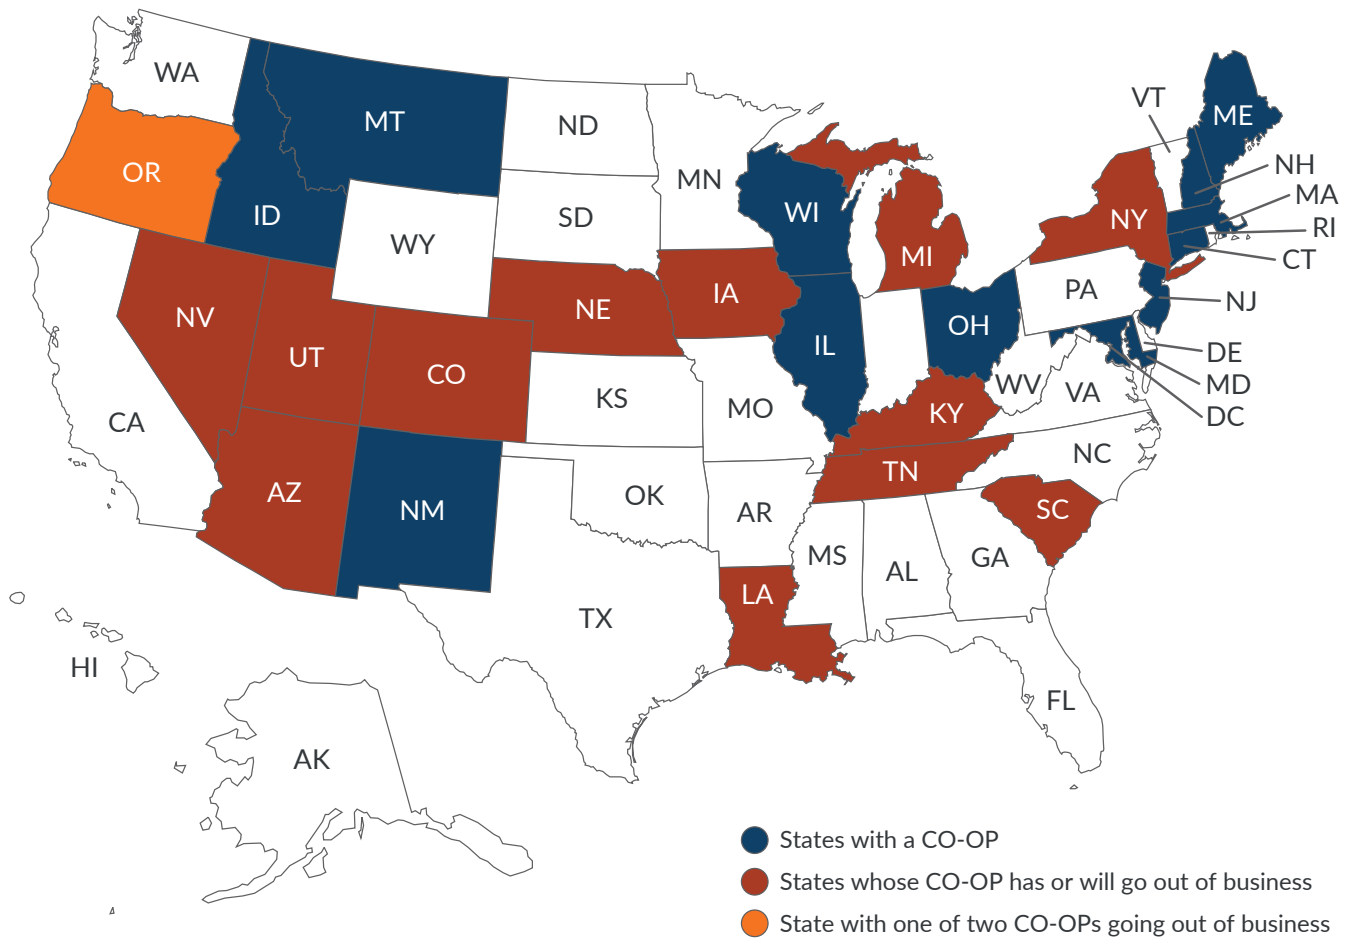 WA
MT
ND
MN
VT
ME
OR
ID
SD
WI
NH
MA
WY
MI
NY
RI
CT
NV
NE
IA
PA
NJ
UT
CO
IL
OH
DE
CA
KS
MO
KY
WV
VA
MD
DC
AZ
NM
OK
AR
TN
NC
SC
MS
AL
GA
LA
TX
HI
FL
AK
States with a CO-OP
States whose CO-OP has or will go out of business
State with one of two CO-OPs going out of business